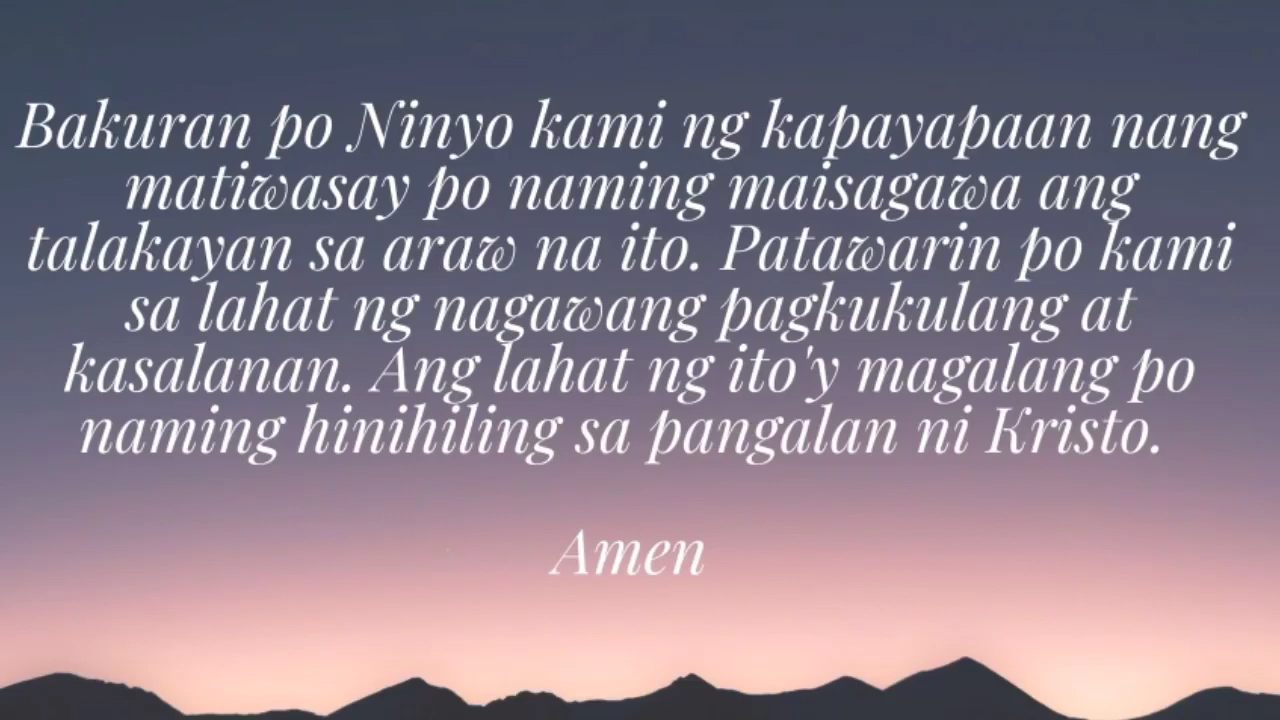 Bakuran po Ninyo kami ng kapayapaan nang
matiwasay po naming maisagawa ang
talakayan sa araw na ito. Patawarin po kami
sa lahat ng nagawang pagkukulang at
kasalanan. Ang lahat ng ito'y magalang po
naming hinihiling sa pangalan ni Kristo.
Amen